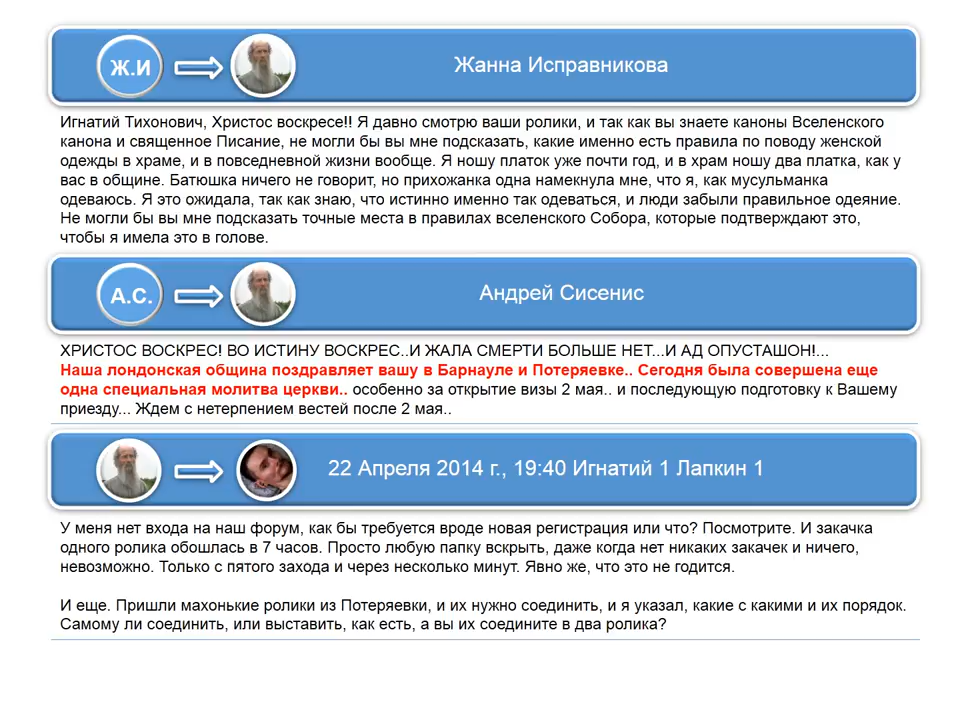 Ж.И
Жанна Исправникова
Игнатий Тихонович, Христос воскресе!! Я давно смотрю ваши ролики, и так как вы знаете каноны Вселенского
канона и священное Писание, не могли бы вы мне подсказать, какие именно есть правила по поводу женской
одежды в храме, и в повседневной жизни вообще. Я ношу платок уже почти год, и в храм ношу два платка, как у
вас в общине. Батюшка ничего не говорит, но прихожанка одна намекнула мне, что я, как мусульманка
одеваюсь. Я это ожидала, так как знаю, что истинно именно так одеваться, и люди забыли правильное одеяние.
Не могли бы вы мне подсказать точные места в правилах вселенского Собора, которые подтверждают это,
чтобы я имела это в голове.
А.С.
Андрей Сисенис
ХРИСТОС ВОСКРЕС! ВО ИСТИНУ ВОСКРЕС..И ЖАЛА СМЕРТИ БОЛЬШЕ НЕТ...И АД ОПУСТАШОН!...
Наша лондонская община поздравляет вашу в Барнауле и Потеряевке.. Сегодня была совершена еще
одна специальная молитва церкви.. особенно за открытие визы 2 мая.. и последующую подготовку к Вашему
приезду... Ждем с нетерпением вестей после 2 мая..
22 Апреля 2014 г., 19:40 Игнатий 1 Лапкин 1
У меня нет входа на наш форум, как бы требуется вроде новая регистрация или что? Посмотрите. И закачка
одного ролика обошлась в 7 часов. Просто любую папку вскрыть, даже когда нет никаких закачек и ничего,
невозможно. Только с пятого захода и через несколько минут. Явно же, что это не годится.
И еще. Пришли махонькие ролики из Потеряевки, и их нужно соединить, и я указал, какие с какими и их порядок.
Самому ли соединить, или выставить, как есть, а вы их соедините в два ролика?